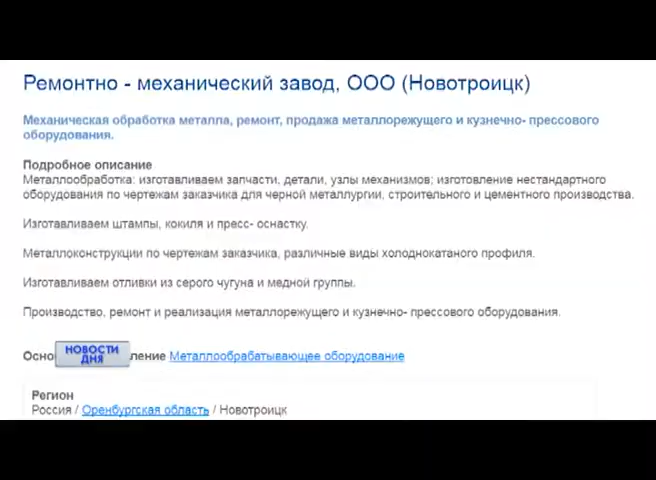 Ремонтно - механический завод, ООО (Новотроицк)
Механическая обработка металла, ремонт, продажа металлорежущего и кузнечно- прессового
оборудования.
Подробное описание
Металлообработка: изготавливаем запчасти, детали, узлы механизмов; изготовление нестандартного
оборудования по чертежам заказчика для черной металлургии, строительного и цементного производства.
Изготавливаем штампы, кокиля и пресс- оснастку.
Металлоконструкции по чертежам заказчика, различные виды холоднокатаного профиля.
Изготавливаем отливки из серого чугуна и медной группы.
Производство, ремонт и реализация металлорежущего и кузнечно- прессового оборудования.
НОВОСТИ
ДНЯ
Металлообрабатывающее оборудование
Регион
Россия / Оренбургская область / Новотроицк